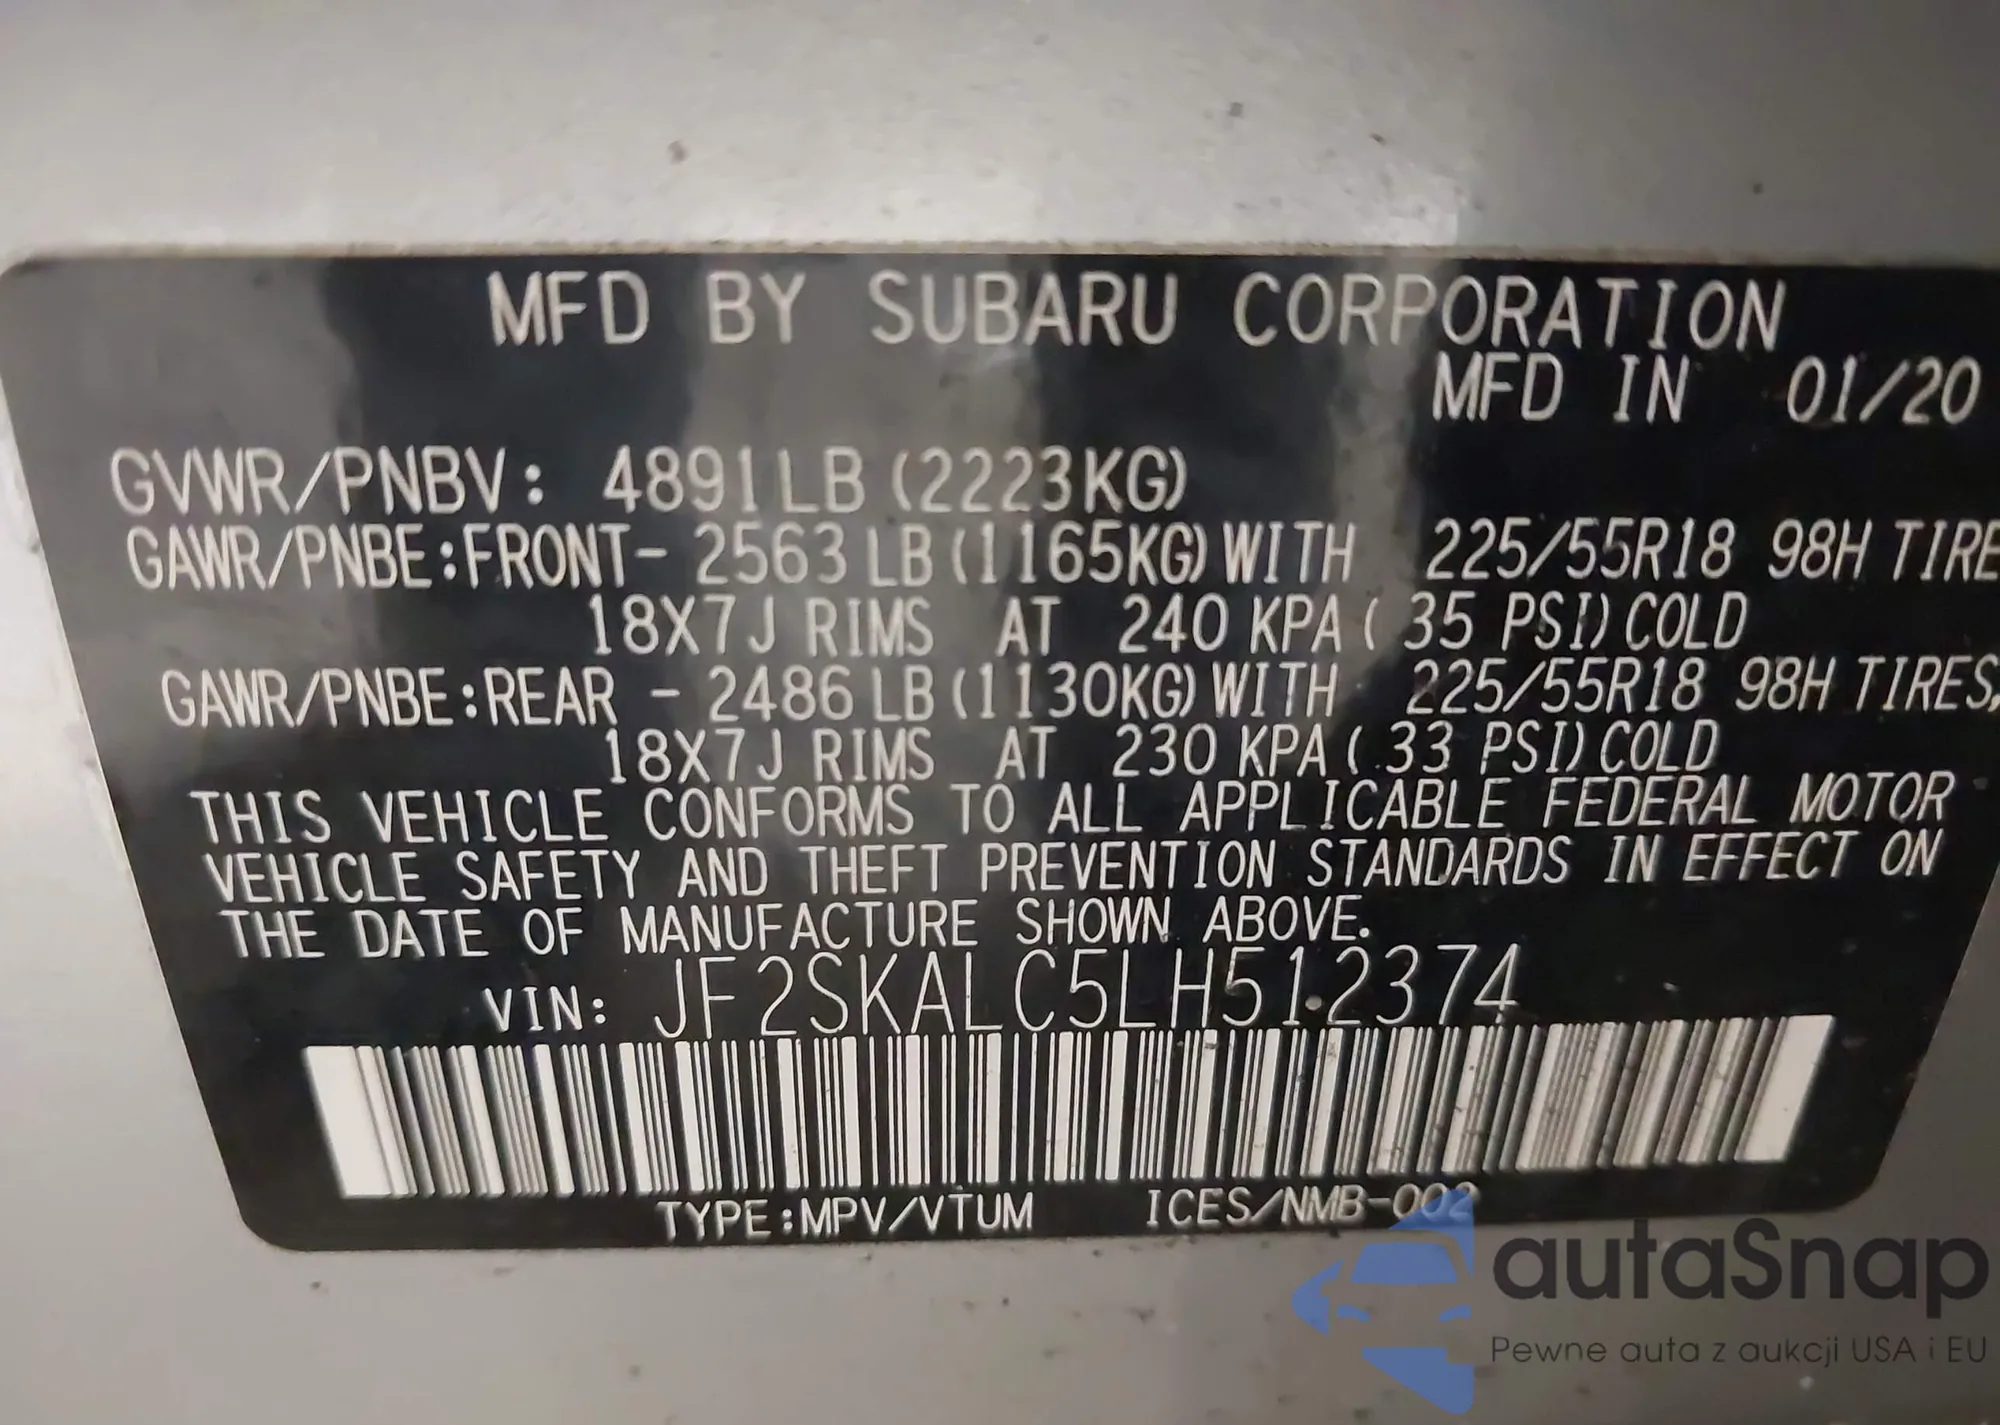 MFD BY SUBARU CORPORATION
MFD IN 01/20
GVWR/PNBV: 4891LB (2223KG)
GAWR/PNBE:FRONT- 2563 LB (1165KG) WITH 225/55R18 98H TIRE
18X7J RIMS AT 240 KPA ( 35 PSI) COLD
GAWR/PNBE:REAR - 2486 LB (1130KG) WITH 225/55R18 98H TIRES,
18X7J RIMS AT 230 KPA ( 33 PSI) COLD
THIS VEHICLE CONFORMS TO ALL APPLICABLE FEDERAL MOTOR
VEHICLE SAFETY AND THEFT PREVENTION STANDARDS IN EFFECT ON
THE DATE OF MANUFACTURE SHOWN ABOVE.
VIN: JF2SKALC5LH512374
TYPE:MPV/VTUM ICES/NMB-002
autaSnap
Pewne auta z aukcji USA i EU